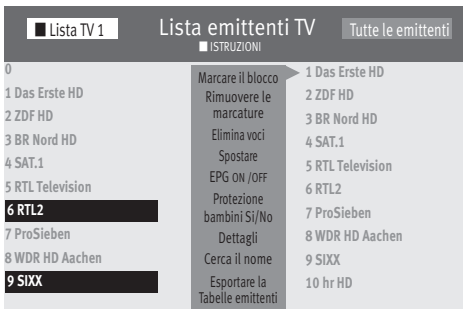 Lista TV 1
Lista emittenti TV
ISTRUZIONI
Tutte le emittenti
0
1 Das Erste HD
2 ZDF HD
3 BR Nord HD
4 SAT.1
5 RTL Television
6 RTL2
7 ProSieben
8 WDR HD Aachen
9 SIXX
Marcare il blocco
Rimuovere le
marcature
Elimina voci
Spostare
EPG ON /OFF
Protezione
bambini Si/No
Dettagli
Cerca il nome
Esportare la
Tabelle emittenti
1 Das Erste HD
2 ZDF HD
3 BR Nord HD
4 SAT.1
5 RTL Television
6 RTL2
7 ProSieben
8 WDR HD Aachen
9 SIXX
10 hr HD